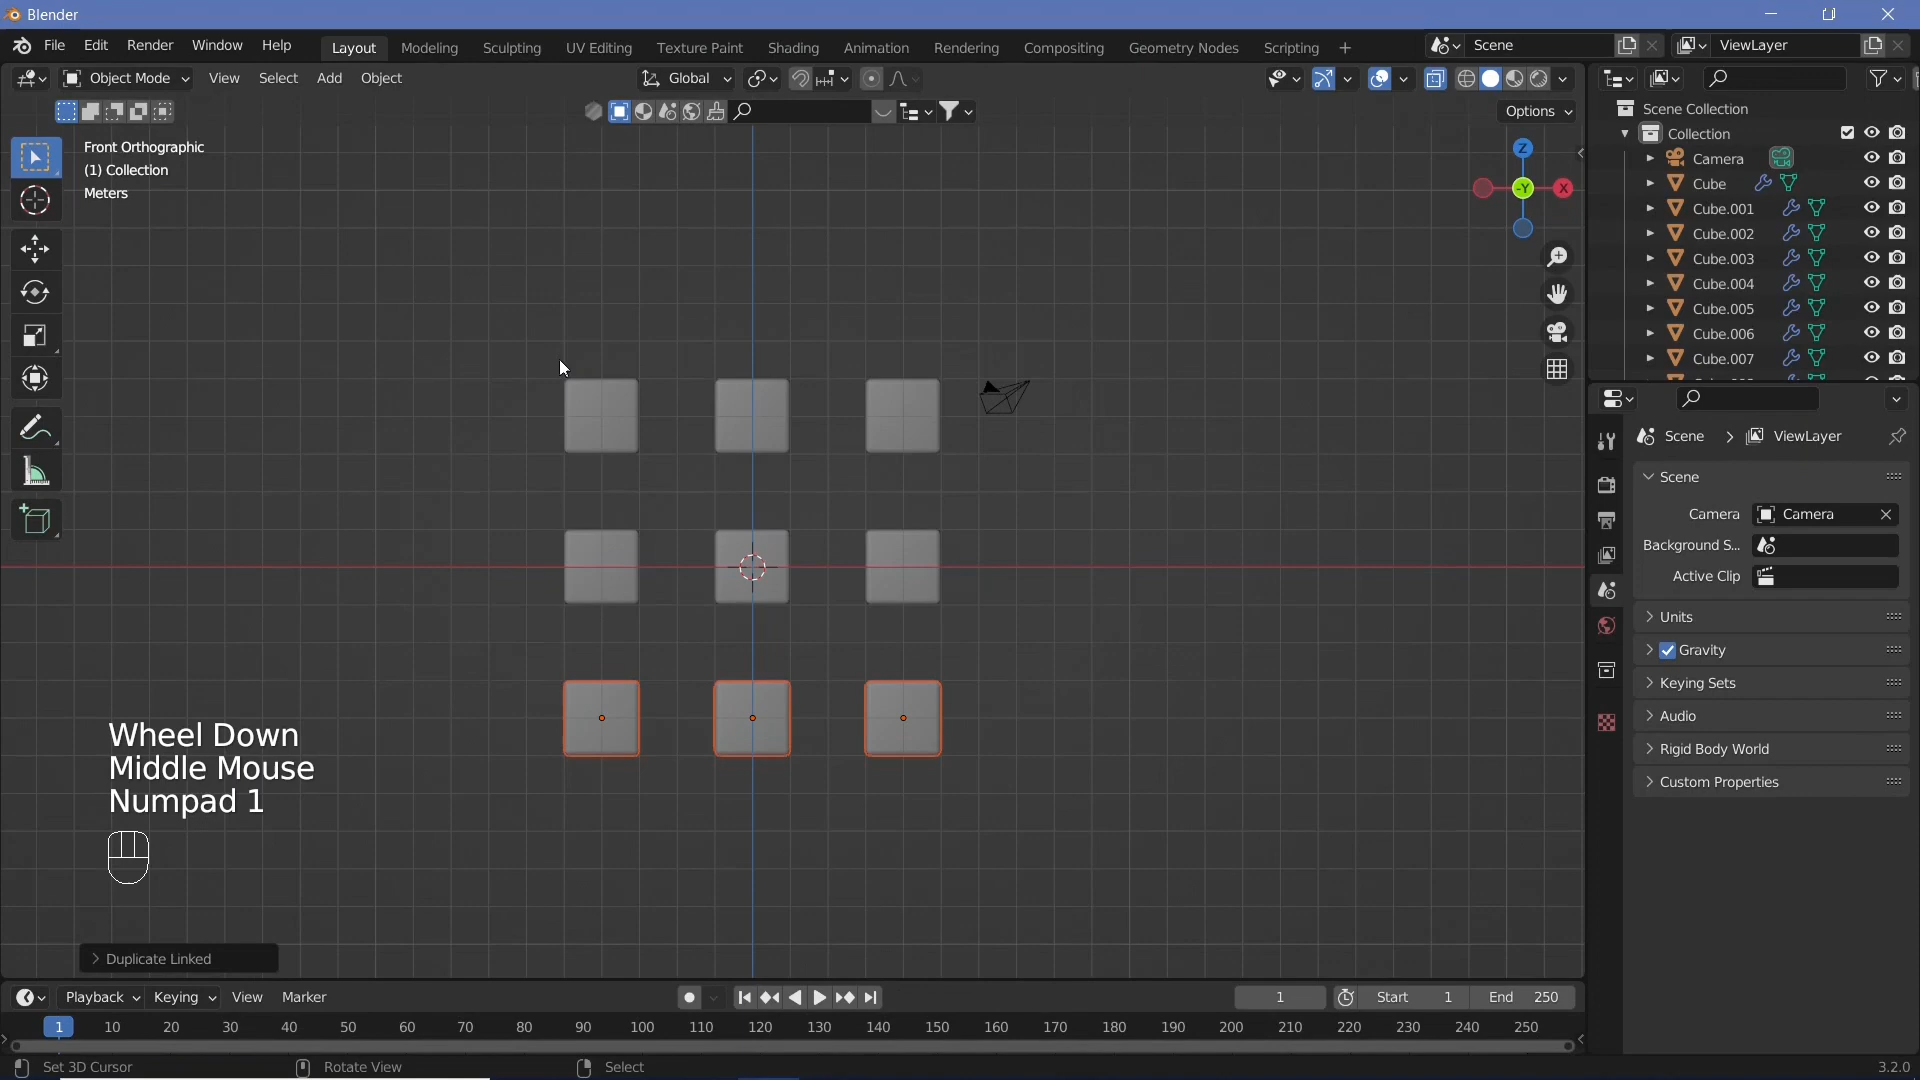 Blender
File Edit Render Window Help Layout Modeling Sculpting UV Editing Texture Paint Shading Animation Rendering Compositing Geometry Nodes Scripting + Scene ViewLayer
Object Mode View Select Add Object Global
Options
Front Orthographic
(1) Collection
Meters
Z
-Y
X
Wheel Down
Middle Mouse
Numpad 1
Duplicate Linked
Scene Collection
Collection
Camera
Cube
Cube.001
Cube.002
Cube.003
Cube.004
Cube.005
Cube.006
Cube.007
Scene ViewLayer
Scene
Camera Camera
Background S...
Active Clip
Units
Gravity
Keying Sets
Audio
Rigid Body World
Custom Properties
Playback Keying View Marker 1 Start 1 End 250
1 10 20 30 40 50 60 70 80 90 100 110 120 130 140 150 160 170 180 190 200 210 220 230 240 250
Set 3D Cursor Rotate View Select 3.2.0